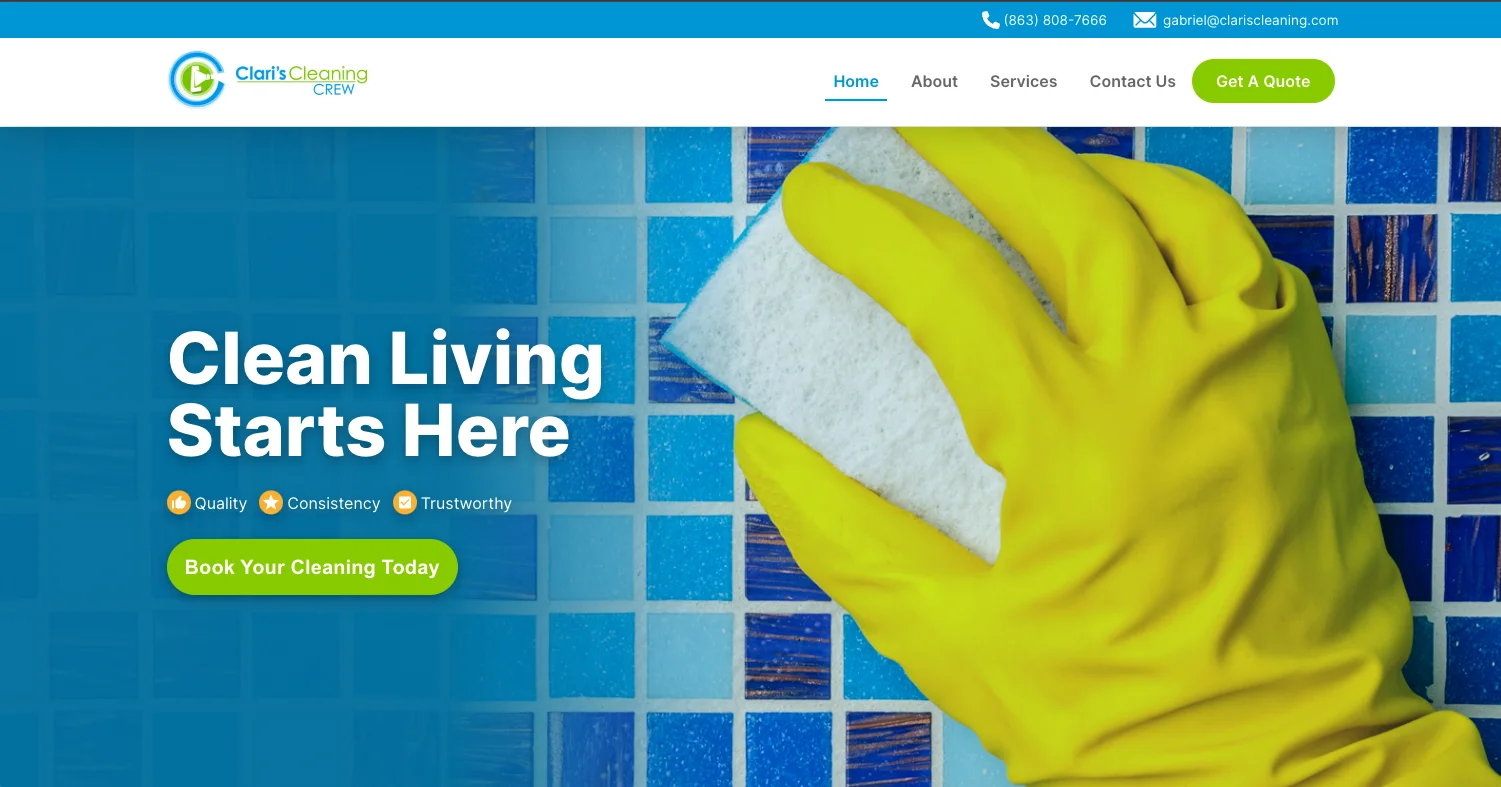 (863) 808-7666 gabriel@clariscleaning.com
Clari's Cleaning
CREW
Home About Services Contact Us Get A Quote
Clean Living
Starts Here
Quality Consistency Trustworthy
Book Your Cleaning Today